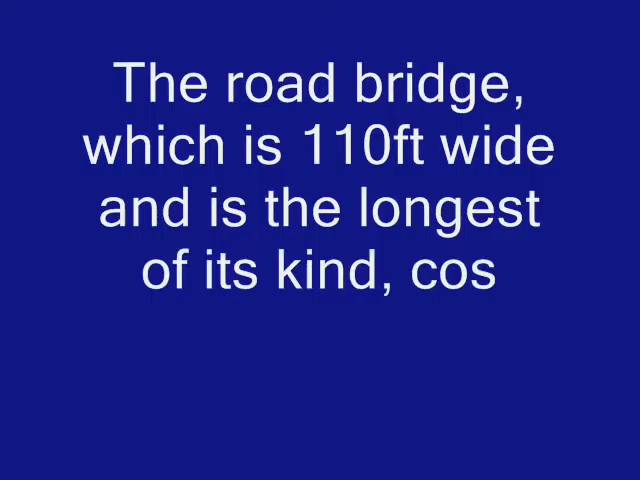 The road bridge,
which is 110ft wide
and is the longest
of its kind, cos